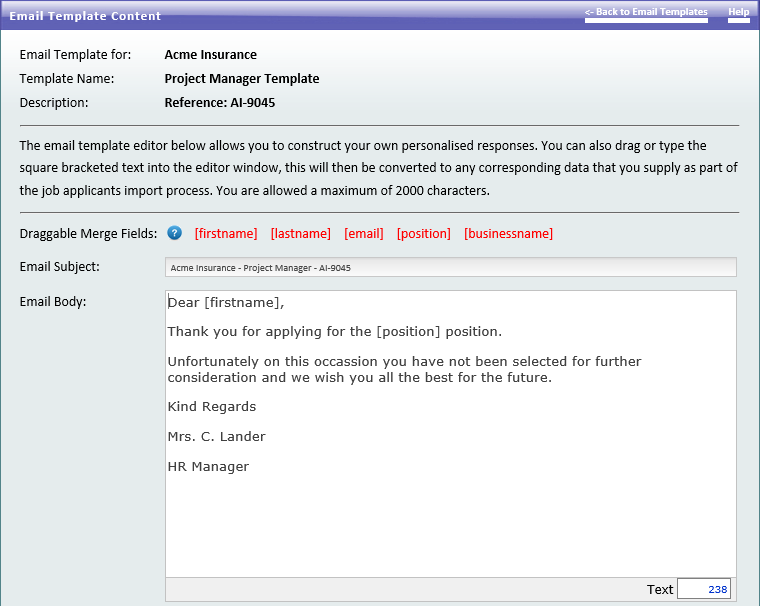 Email Template Content
<- Back to Email Templates Help
Email Template for: Acme Insurance
Template Name: Project Manager Template
Description: Reference: AI-9045
The email template editor below allows you to construct your own personalised responses. You can also drag or type the
square bracketed text into the editor window, this will then be converted to any corresponding data that you supply as part of
the job applicants import process. You are allowed a maximum of 2000 characters.
Draggable Merge Fields: ? [firstname] [lastname] [email] [position] [businessname]
Email Subject: Acme Insurance - Project Manager - AI-9045
Email Body:
Dear [firstname],
Thank you for applying for the [position] position.
Unfortunately on this occassion you have not been selected for further
consideration and we wish you all the best for the future.
Kind Regards
Mrs. C. Lander
HR Manager
Text 238